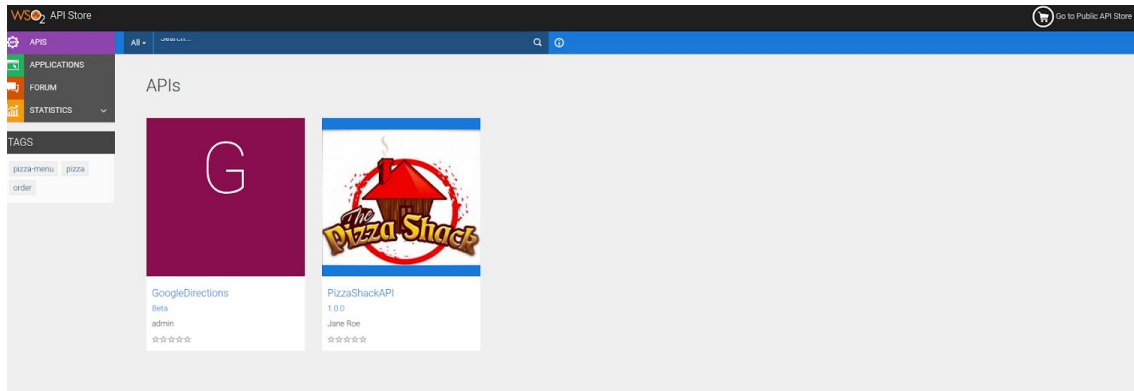 WSO2 API Store
Go to Public API Store
APIS
All
Search...
APPLICATIONS
FORUM
STATISTICS
TAGS
pizza-menu pizza
order
APIs
G
The
Pizza Shack
GoogleDirections
Beta
admin
PizzaShackAPI
1.0.0
Jane Roe